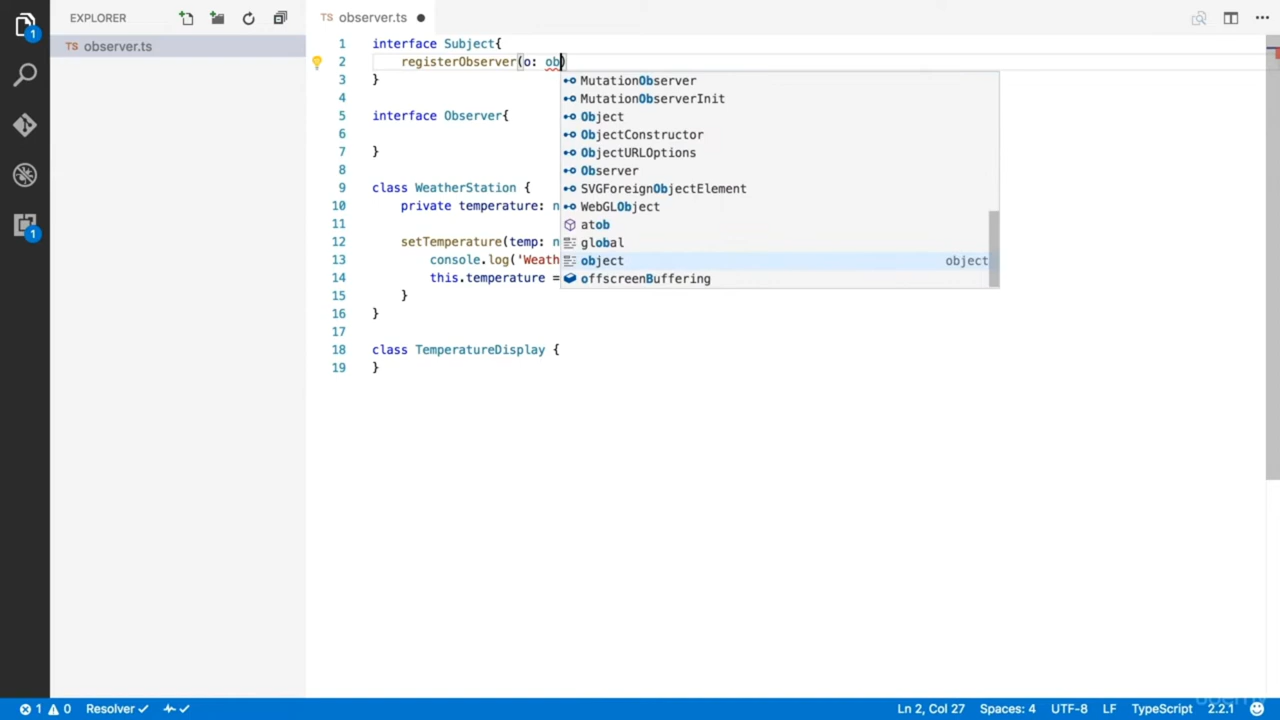 EXPLORER
TS observer.ts
1
TS observer.ts
1 interface Subject{
2 registerObserver(o: ob)
3 }
4
5 interface Observer{
6
7 }
8
9 class WeatherStation {
10 private temperature: n
11
12 setTemperature(temp: n
13 console.log('Weath
14 this.temperature =
15 }
16 }
17
18 class TemperatureDisplay {
19 }
MutationObserver
MutationObserverInit
Object
ObjectConstructor
ObjectURLOptions
Observer
SVGForeignObjectElement
WebGLObject
atob
global
object object
offscreenBuffering
1
1 0 Resolver Ln 2, Col 27 Spaces: 4 UTF-8 LF TypeScript 2.2.1